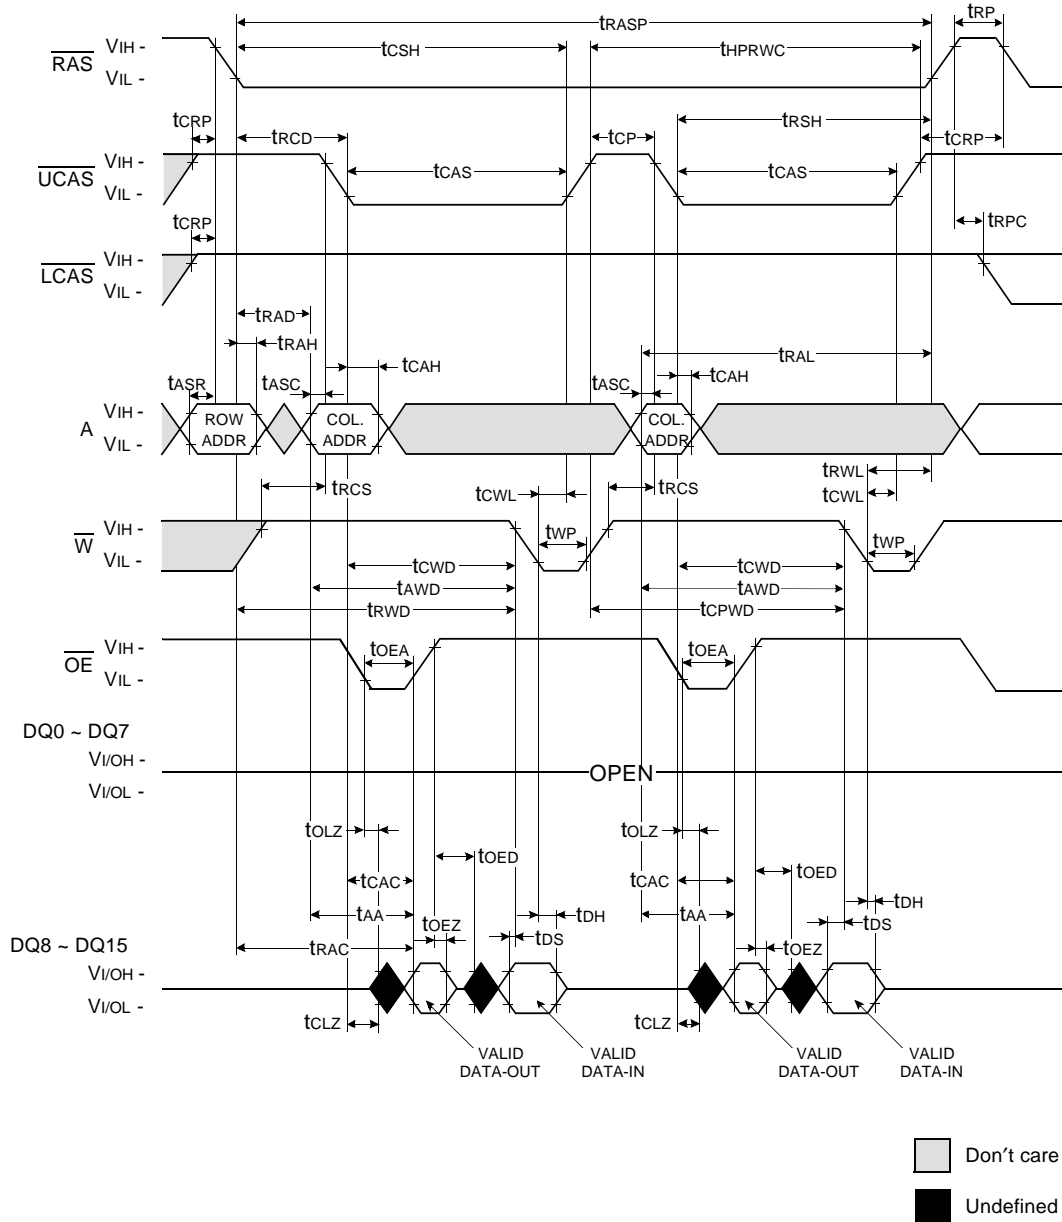 tRASP
tRP
tCSH
tHPRWC
RAS
VIH -
VIL -
tCRP
tRCD
tCP
tRSH
tCRP
UCAS
VIH -
VIL -
tCAS
tCAS
tCRP
tRPC
LCAS
VIH -
VIL -
tRAD
tRAH
tCAH
tRAL
tASR
tASC
tASC
tCAH
A
VIH -
VIL -
ROW
ADDR
COL.
ADDR
COL.
ADDR
tRCS
tCWL
tRCS
tRWL
tCWL
W
VIH -
VIL -
tWP
tWP
tCWD
tCWD
tAWD
tAWD
tRWD
tCPWD
OE
VIH -
VIL -
tOEA
tOEA
DQ0 ~ DQ7
VI/OH -
VI/OL -
OPEN
tOLZ
tOLZ
tOED
tOED
tCAC
tCAC
tDH
tDH
tAA
tOEZ
tAA
tDS
tDS
DQ8 ~ DQ15
tRAC
tOEZ
VI/OH -
VI/OL -
tCLZ
tCLZ
VALID
DATA-OUT
VALID
DATA-IN
VALID
DATA-OUT
VALID
DATA-IN
Don't care
Undefined